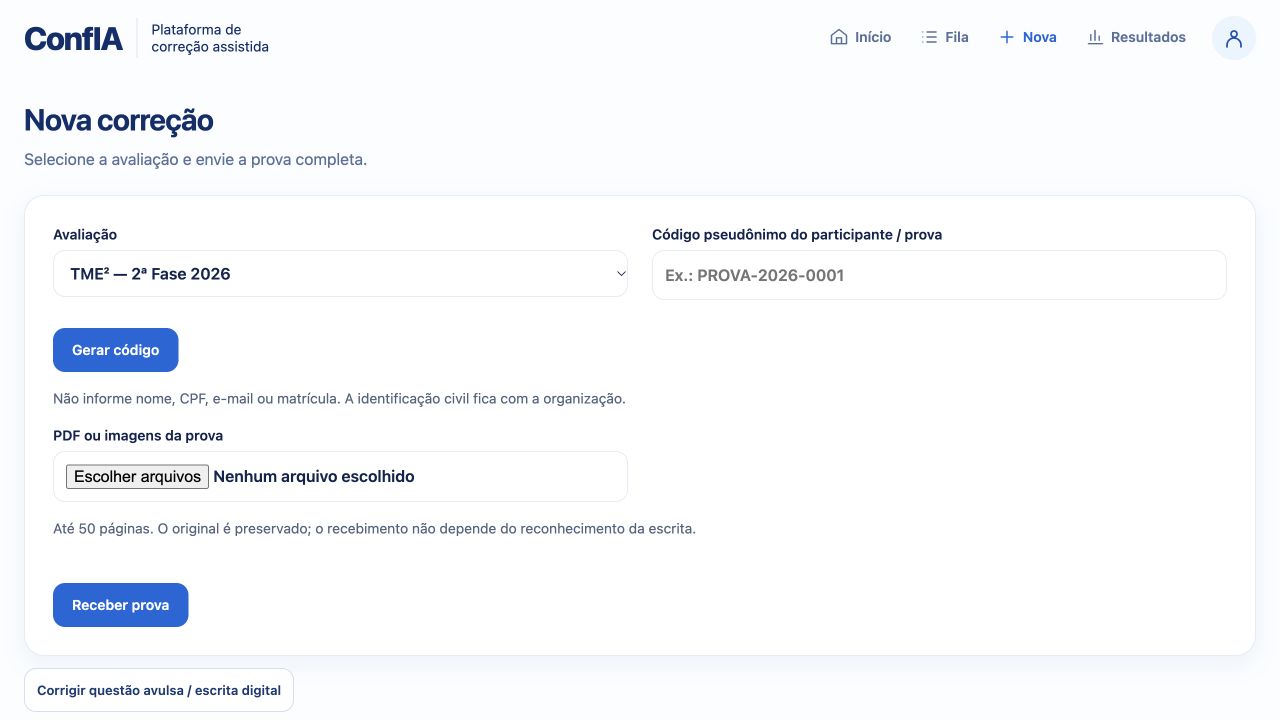 ConfIA
Plataforma de
correção assistida
Início
Fila
Nova
Resultados
Nova correção
Selecione a avaliação e envie a prova completa.
Avaliação
TME² — 2ª Fase 2026
Código pseudônimo do participante / prova
Ex.: PROVA-2026-0001
Gerar código
Não informe nome, CPF, e-mail ou matrícula. A identificação civil fica com a organização.
PDF ou imagens da prova
Escolher arquivos Nenhum arquivo escolhido
Até 50 páginas. O original é preservado; o recebimento não depende do reconhecimento da escrita.
Receber prova
Corrigir questão avulsa / escrita digital